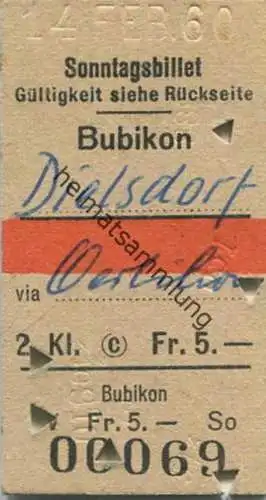 14 FEB 60
Sonntagsbillet
Gültigkeit siehe Rückseite
Bubikon
Dielsdorf
via Oerlikon
2. Kl. © Fr. 5.—
Bubikon
V Fr. 5.— So
00069
heimatsammlung